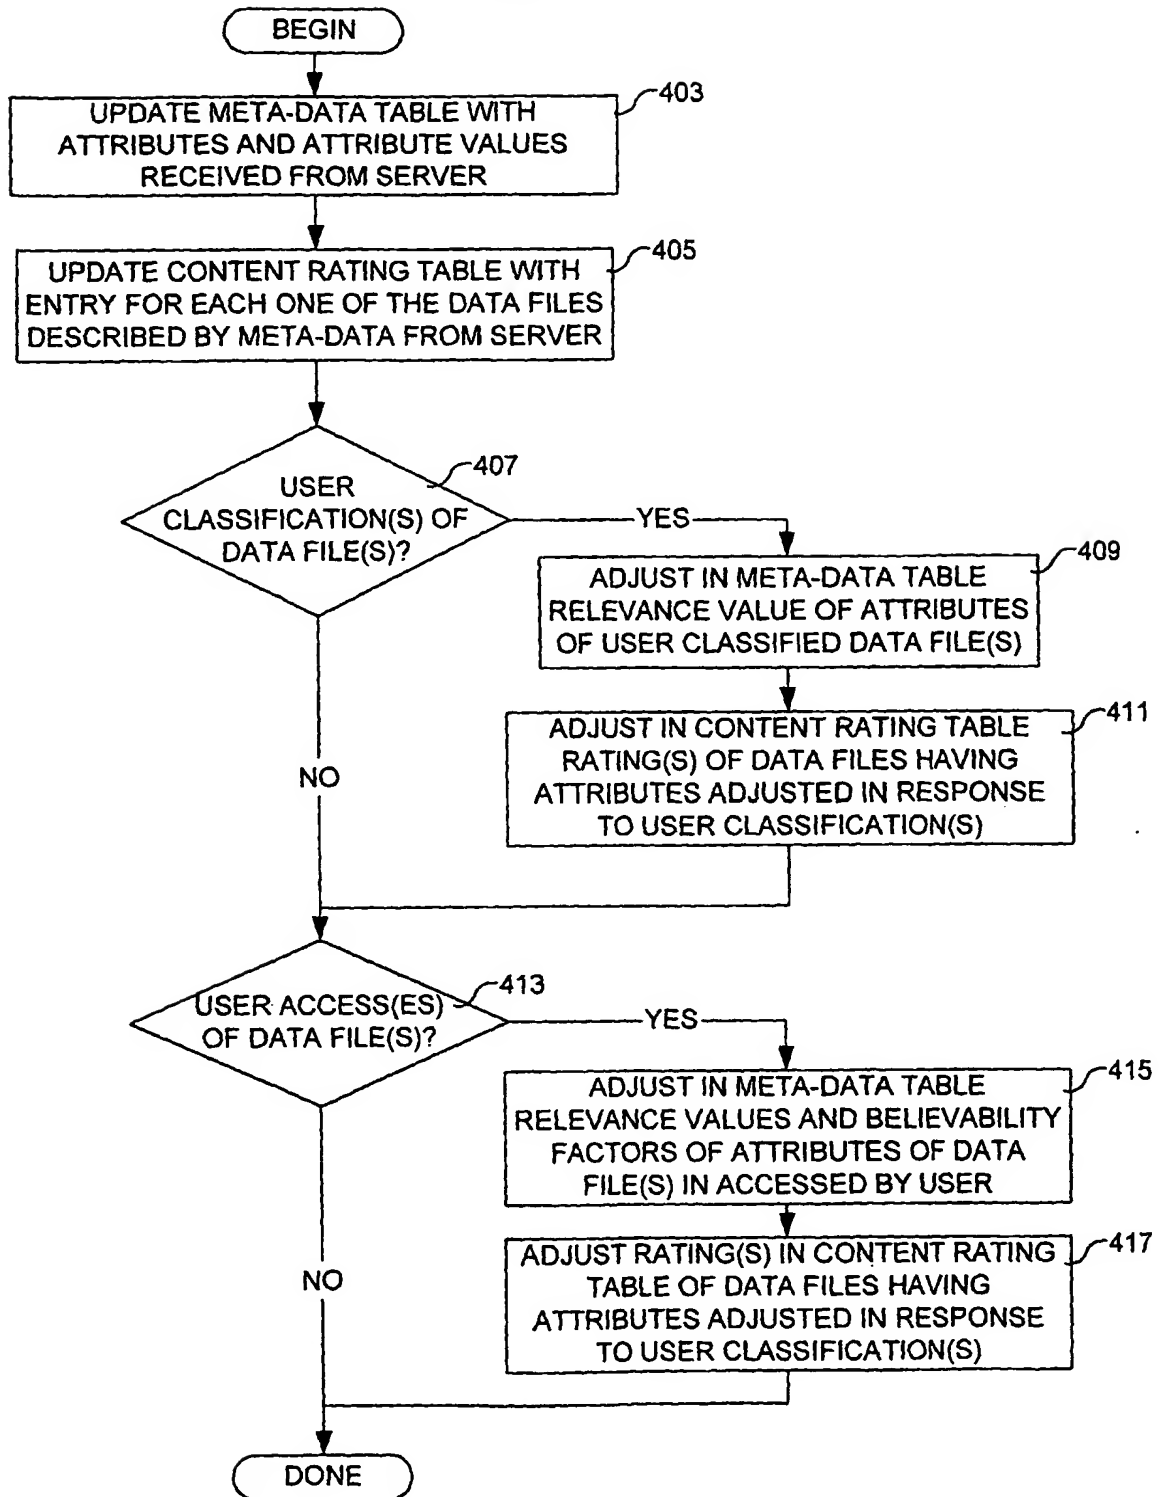 BEGIN
403
UPDATE META-DATA TABLE WITH
ATTRIBUTES AND ATTRIBUTE VALUES
RECEIVED FROM SERVER
405
UPDATE CONTENT RATING TABLE WITH
ENTRY FOR EACH ONE OF THE DATA FILES
DESCRIBED BY META-DATA FROM SERVER
407
USER
CLASSIFICATION(S) OF
DATA FILE(S)?
YES
409
ADJUST IN META-DATA TABLE
RELEVANCE VALUE OF ATTRIBUTES
OF USER CLASSIFIED DATA FILE(S)
411
ADJUST IN CONTENT RATING TABLE
RATING(S) OF DATA FILES HAVING
ATTRIBUTES ADJUSTED IN RESPONSE
TO USER CLASSIFICATION(S)
NO
413
USER ACCESS(ES)
OF DATA FILE(S)?
YES
415
ADJUST IN META-DATA TABLE
RELEVANCE VALUES AND BELIEVABILITY
FACTORS OF ATTRIBUTES OF DATA
FILE(S) IN ACCESSED BY USER
417
ADJUST RATING(S) IN CONTENT RATING
TABLE OF DATA FILES HAVING
ATTRIBUTES ADJUSTED IN RESPONSE
TO USER CLASSIFICATION(S)
NO
DONE